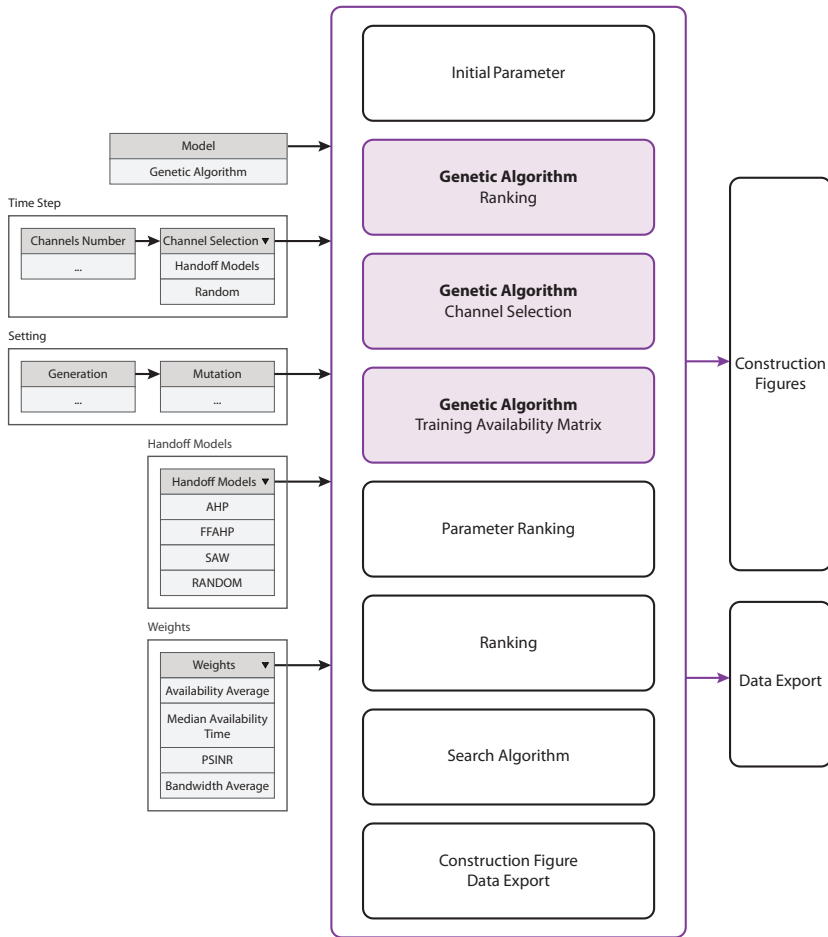 Model
Genetic Algorithm
Time Step
Channels Number
...
Channel Selection
Handoff Models
Random
Setting
Generation
...
Mutation
...
Handoff Models
Handoff Models
AHP
FFAHP
SAW
RANDOM
Weights
Weights
Availability Average
Median Availability
Time
PSINR
Bandwidth Average
Initial Parameter
Genetic Algorithm
Ranking
Genetic Algorithm
Channel Selection
Genetic Algorithm
Training Availability Matrix
Parameter Ranking
Ranking
Search Algorithm
Construction Figure
Data Export
Construction
Figures
Data Export